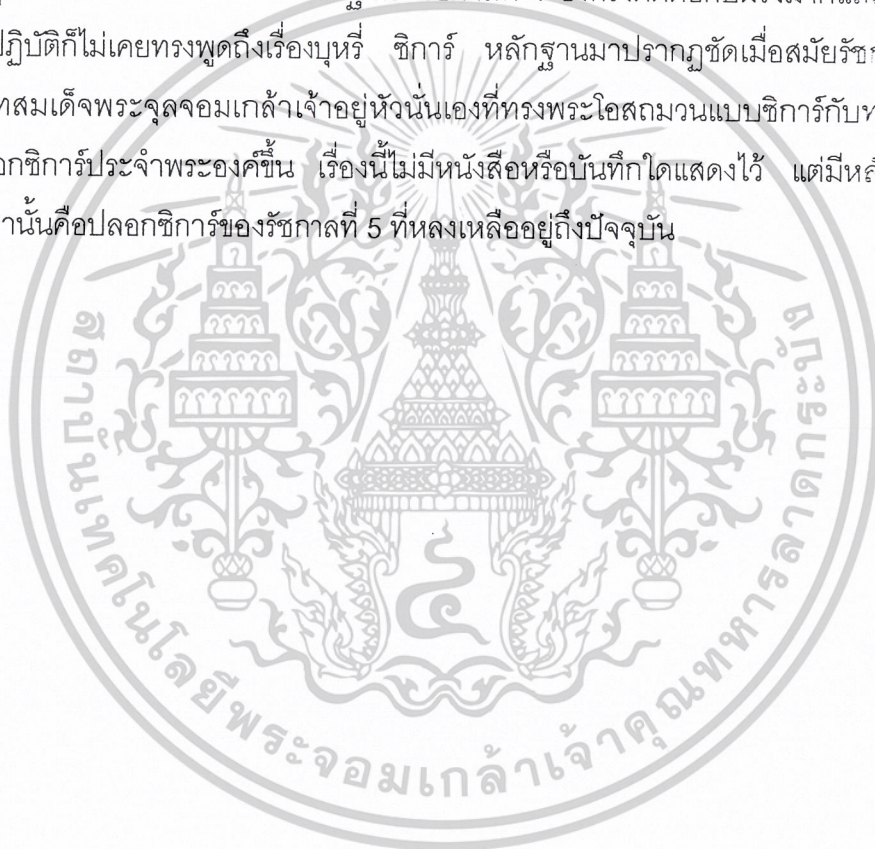 ปฏิบัติก็ไม่เคยทรงพูดถึงเรื่องบุหรี่ ซิการ์ หลักฐานมาปรากฏชัดเมื่อสมัยรัช
ทสมเด็จพระจุลจอมเกล้าเจ้าอยู่หัวนั่นเองที่ทรงพระโอสถมวนแบบซิการ์กับท
อกซิการ์ประจำพระองค์ขึ้น เรื่องนี้ไม่มีหนังสือหรือบันทึกใดแสดงไว้ แต่มีหลั
านั้นคือปลอกซิการ์ของรัชกาลที่ 5 ที่หลงเหลืออยู่ถึงปัจจุบัน
สถาบันเทคโนโลยีพระจอมเกล้าเจ้าคุณทหารลาดกระบัง
๔